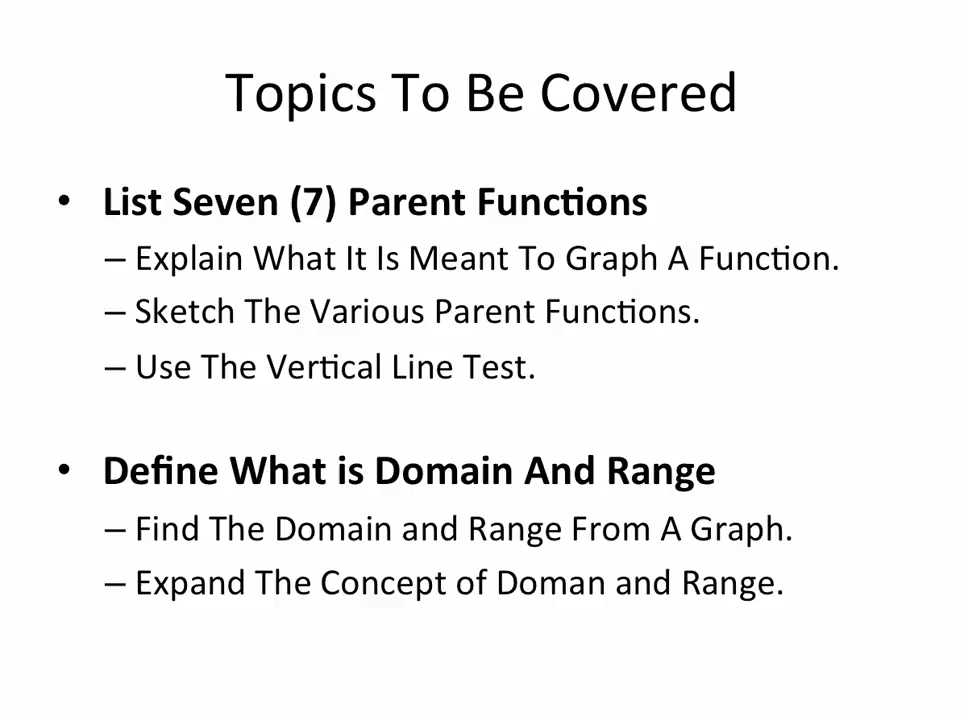 Topics To Be Covered
• List Seven (7) Parent Functions
– Explain What It Is Meant To Graph A Function.
– Sketch The Various Parent Functions.
– Use The Vertical Line Test.
• Define What is Domain And Range
– Find The Domain and Range From A Graph.
– Expand The Concept of Doman and Range.